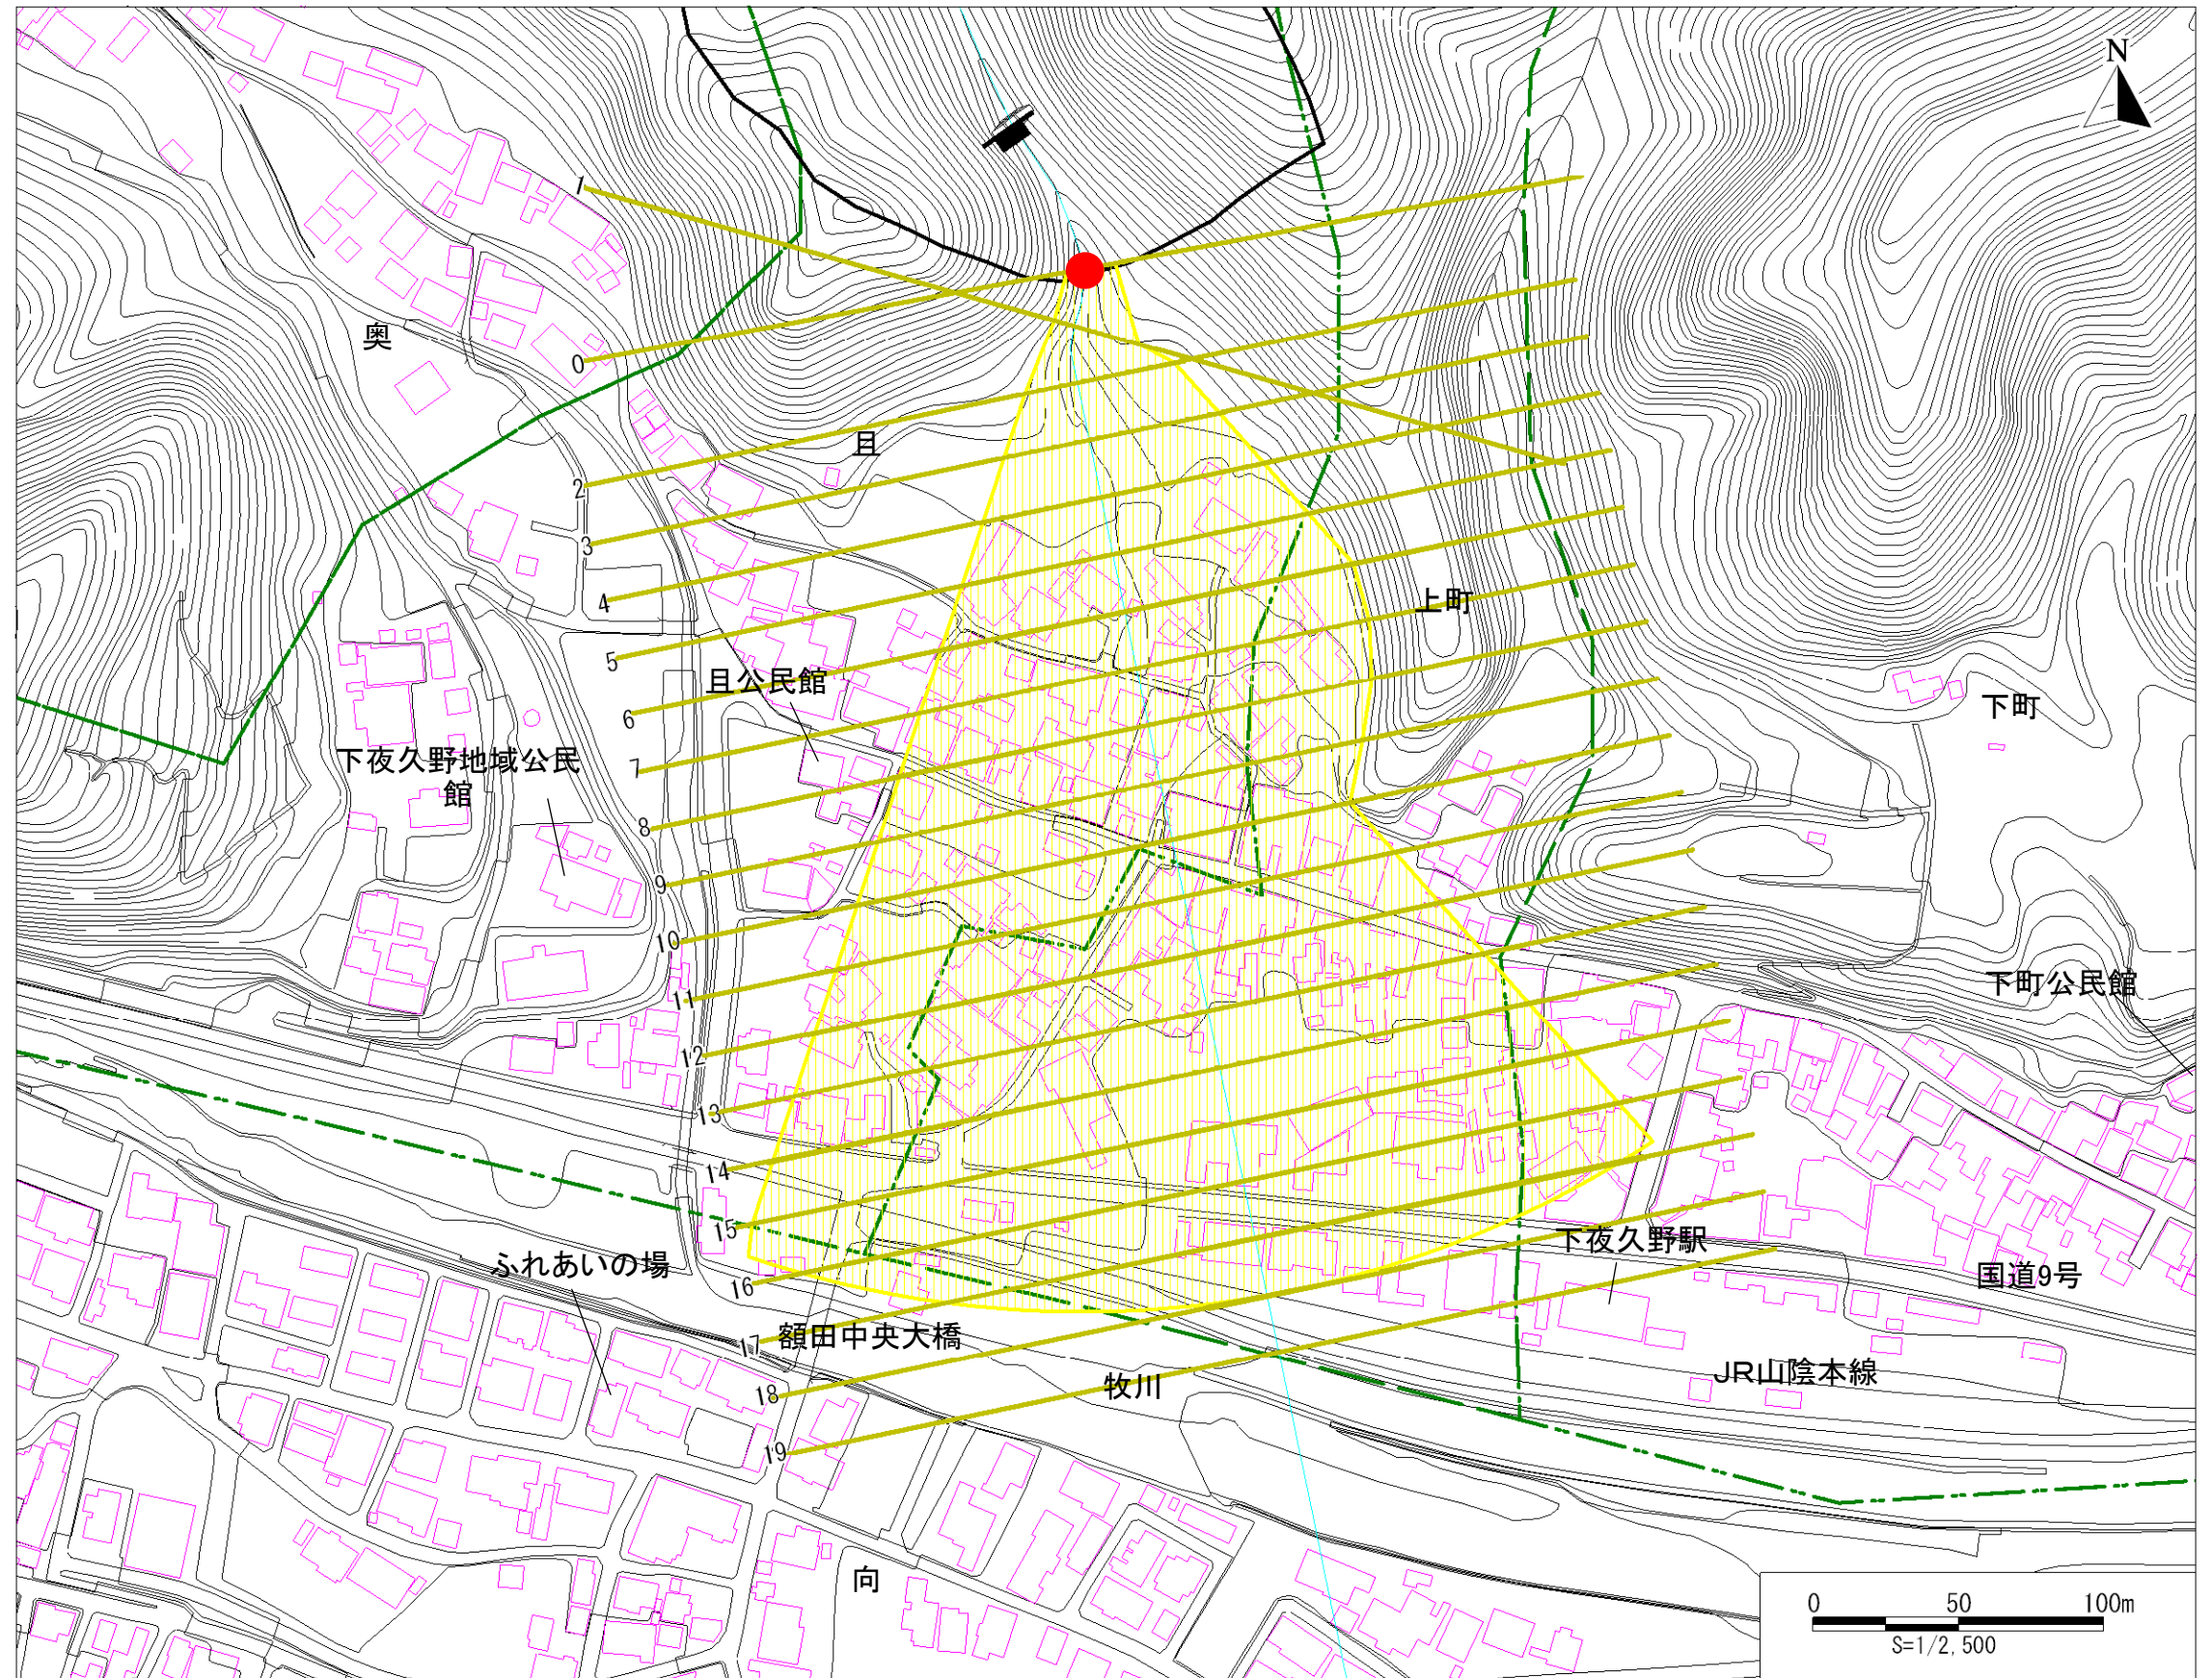 N
1
奥
0
且
2
3
上町
4
5
且公民館
6
下町
7
下夜久野地域公民
館
8
9
10
下町公民館
11
12
13
14
15
下夜久野駅
ふれあいの場
国道9号
16
額田中央大橋
17
JR山陰本線
牧川
18
19
向
0 50 100m
S=1/2,500